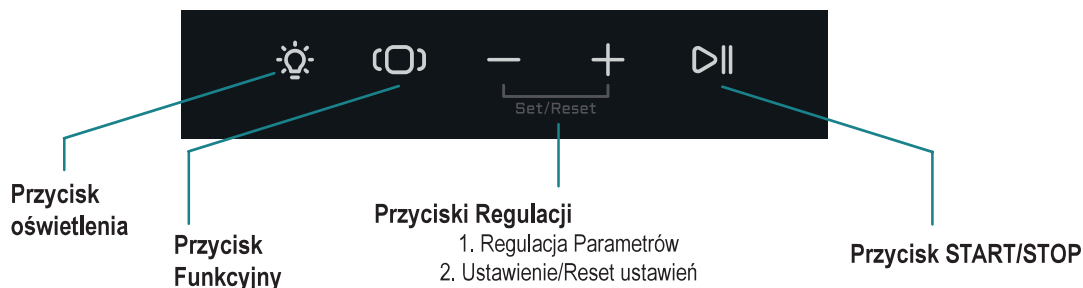 Set/Reset
Przycisk
oświetlenia
Przycisk
Funkcyjny
Przyciski Regulacji
1. Regulacja Parametrów
2. Ustawienie/Reset ustawień
Przycisk START/STOP